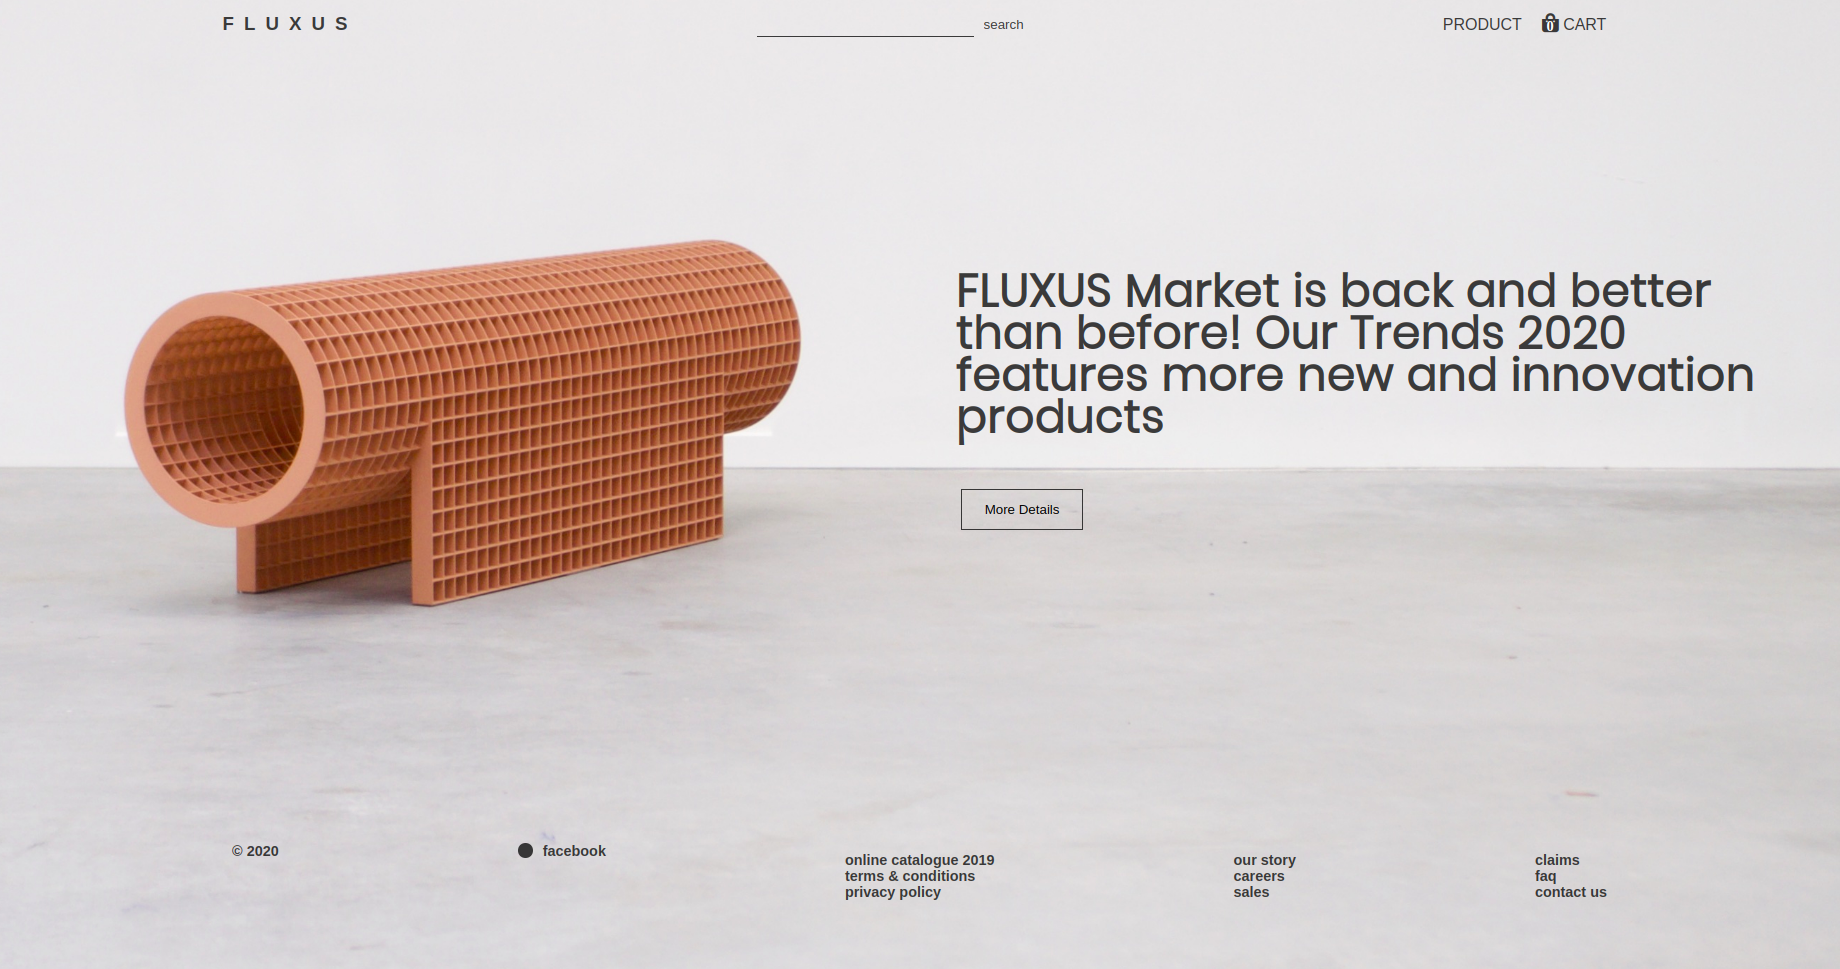 FLUXUS
search
PRODUCT
0
CART
FLUXUS Market is back and better
than before! Our Trends 2020
features more new and innovation
products
More Details
© 2020
facebook
online catalogue 2019
terms & conditions
privacy policy
our story
careers
sales
claims
faq
contact us